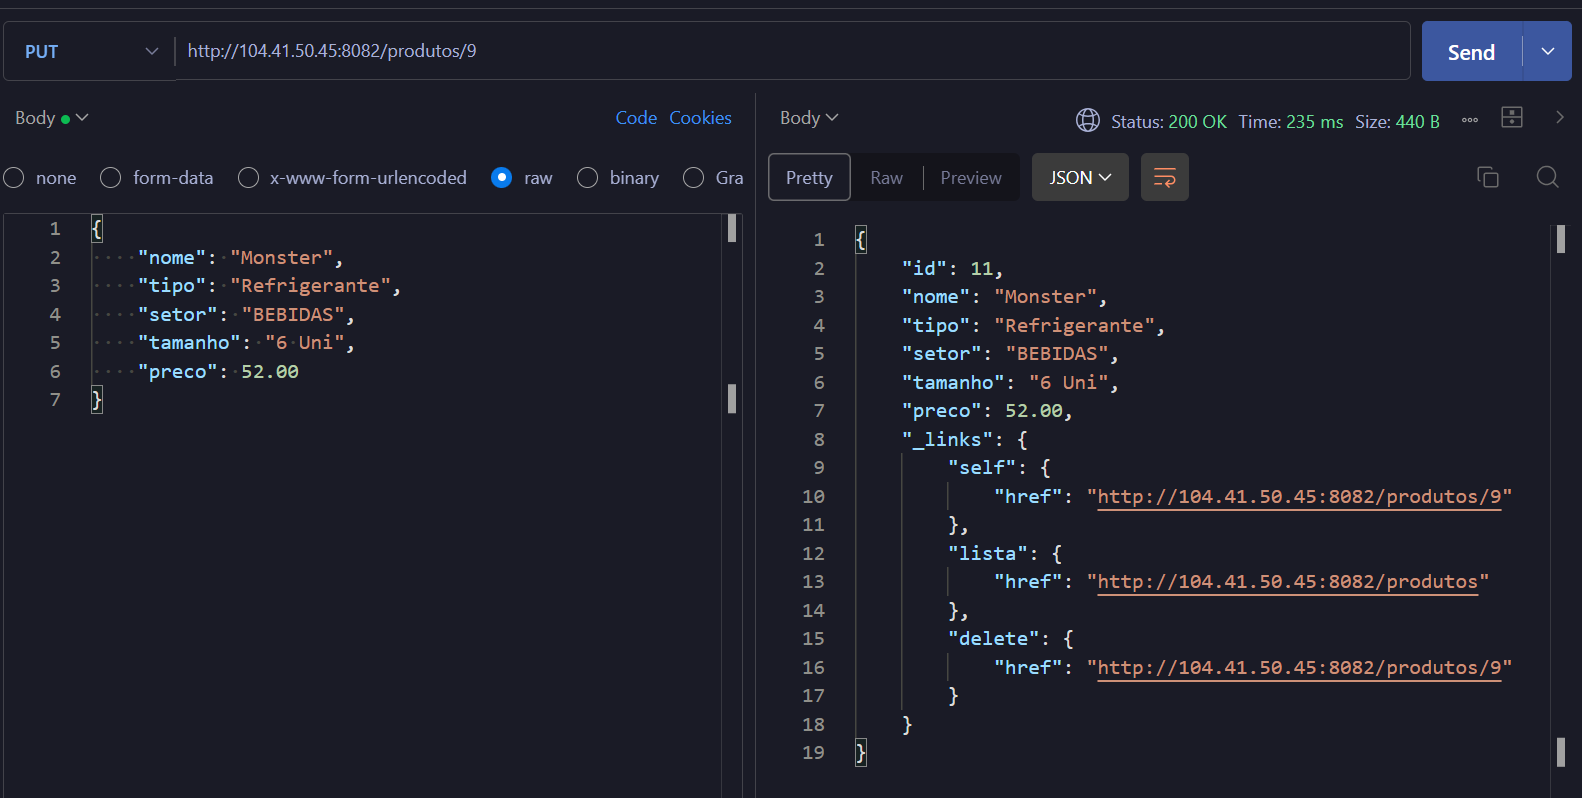 PUT http://104.41.50.45:8082/produtos/9 Send
Body Code Cookies
none form-data x-www-form-urlencoded raw binary Gra
1 {
2 "nome": "Monster",
3 "tipo": "Refrigerante",
4 "setor": "BEBIDAS",
5 "tamanho": "6 Uni",
6 "preco": 52.00
7 }
Body Status: 200 OK Time: 235 ms Size: 440 B
Pretty Raw Preview JSON
1 {
2 "id": 11,
3 "nome": "Monster",
4 "tipo": "Refrigerante",
5 "setor": "BEBIDAS",
6 "tamanho": "6 Uni",
7 "preco": 52.00,
8 "_links": {
9 "self": {
10 "href": "http://104.41.50.45:8082/produtos/9"
11 },
12 "lista": {
13 "href": "http://104.41.50.45:8082/produtos"
14 },
15 "delete": {
16 "href": "http://104.41.50.45:8082/produtos/9"
17 }
18 }
19 }